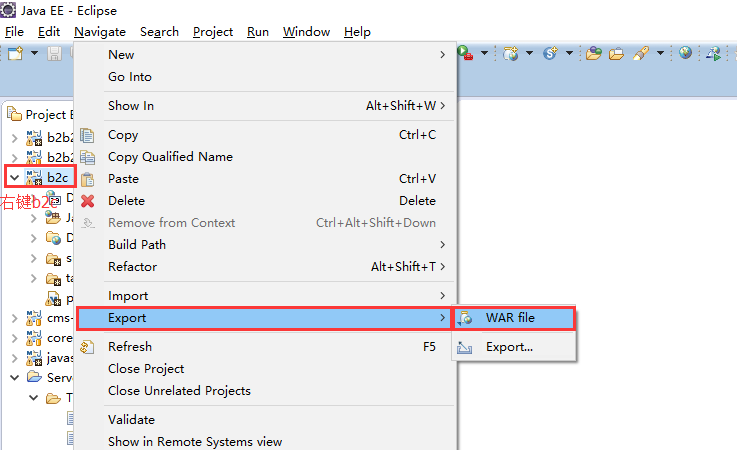 Java EE - Eclipse
File Edit Navigate Search Project Run Window Help
New
Go Into
Show In Alt+Shift+W
Copy Ctrl+C
Copy Qualified Name
Paste Ctrl+V
Delete Delete
Remove from Context Ctrl+Alt+Shift+Down
Build Path
Refactor Alt+Shift+T
Import
Export
Refresh F5
Close Project
Close Unrelated Projects
Validate
Show in Remote Systems view
WAR file
Export...
Project E
b2b2
b2b2
b2c
右键b2c
D
Ja
D
s
ta
p
cms-
core
javas
Serve
T